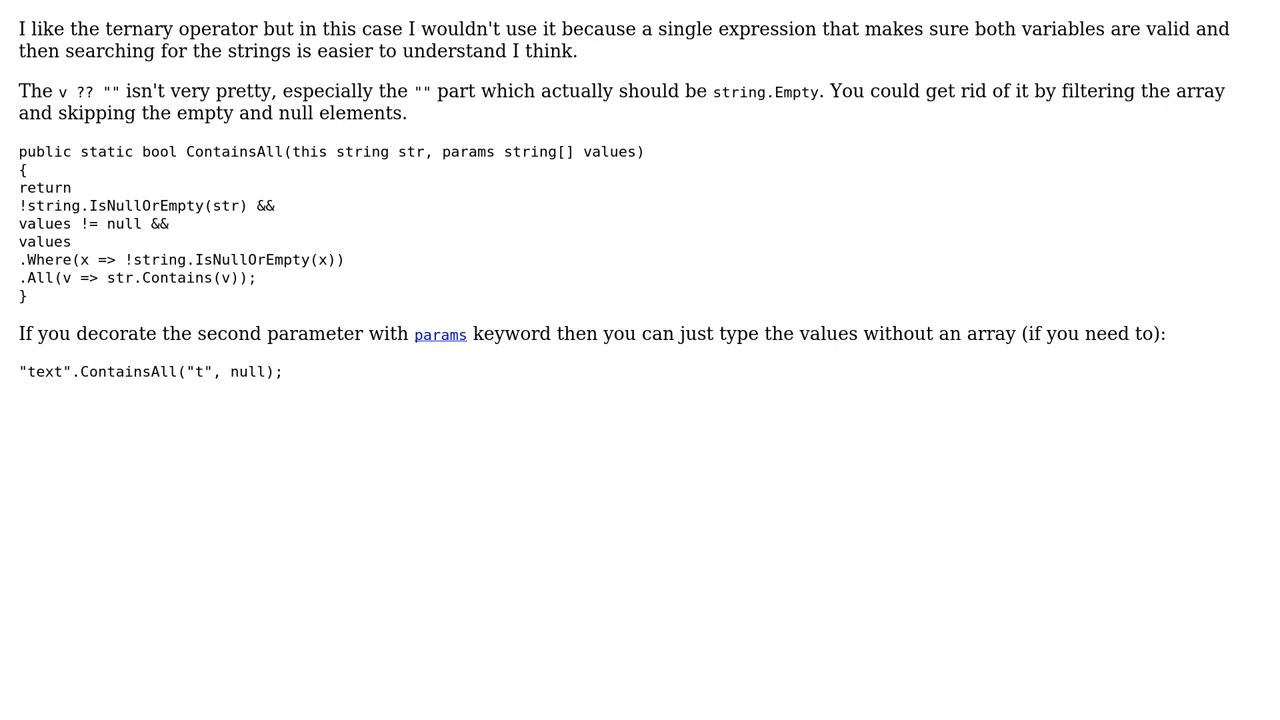 I like the ternary operator but in this case I wouldn't use it because a single expression that makes sure both variables are valid and
then searching for the strings is easier to understand I think.
The v ?? "" isn't very pretty, especially the "" part which actually should be string.Empty. You could get rid of it by filtering the array
and skipping the empty and null elements.
public static bool ContainsAll(this string str, params string[] values)
{
return
!string.IsNullOrEmpty(str) &&
values != null &&
values
.Where(x => !string.IsNullOrEmpty(x))
.All(v => str.Contains(v));
}
If you decorate the second parameter with params keyword then you can just type the values without an array (if you need to):
"text".ContainsAll("t", null);